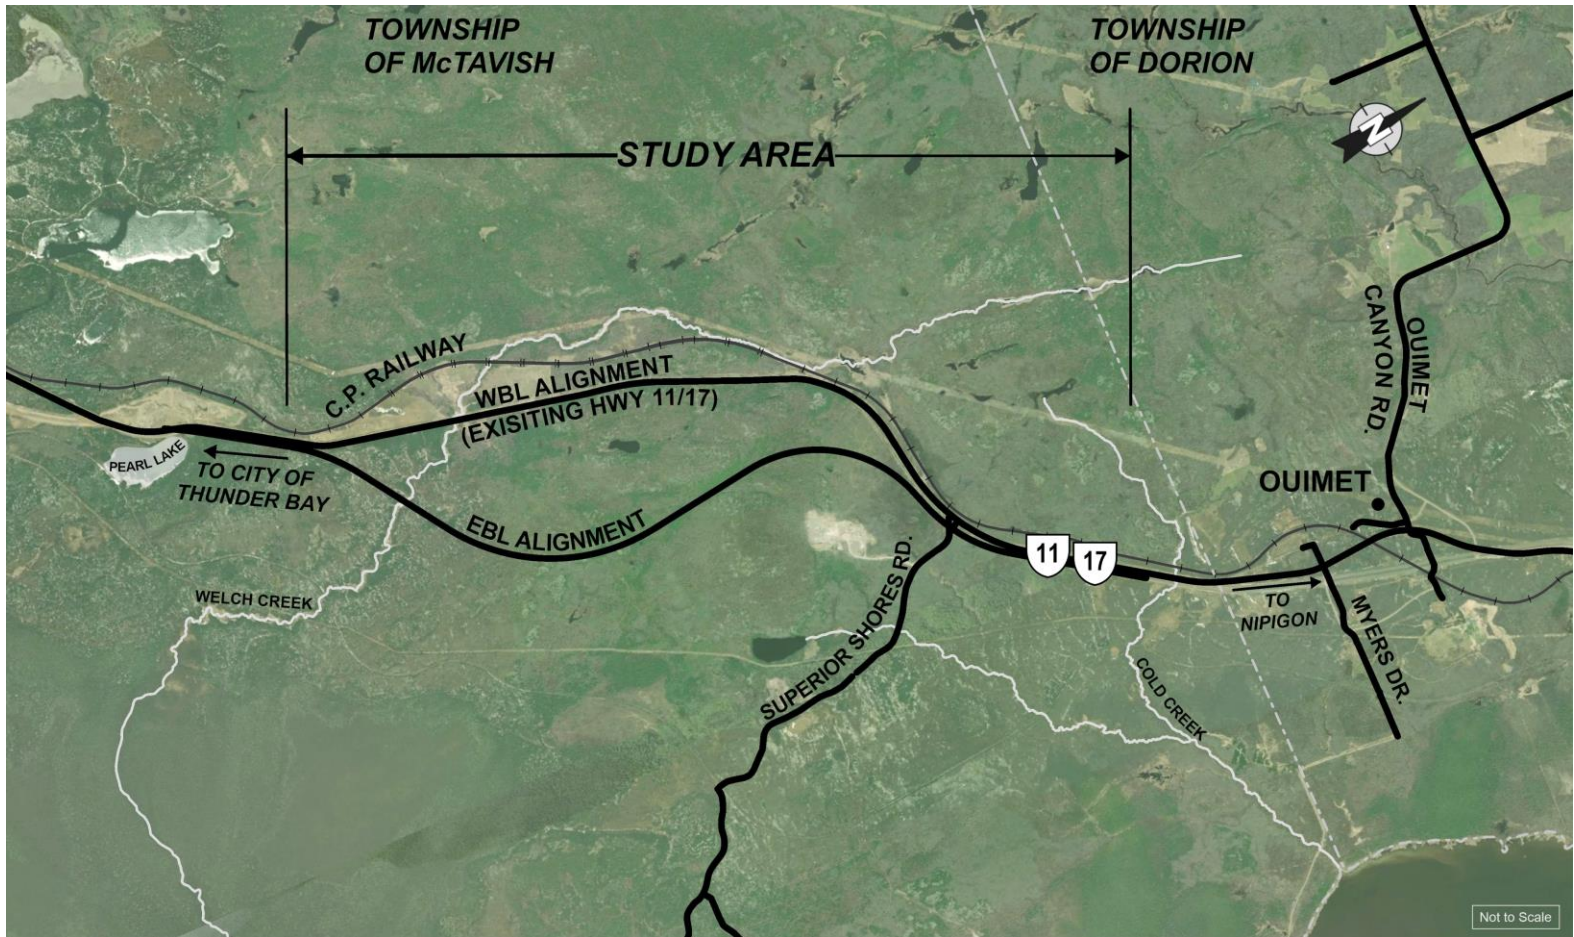 TOWNSHIP
OF McTAVISH
TOWNSHIP
OF DORION
N
STUDY AREA
C.P. RAILWAY
WBL ALIGNMENT
(EXISITING HWY 11/17)
OUIMET
CANYON RD.
PEARL LAKE
TO CITY OF
THUNDER BAY
OUIMET
EBL ALIGNMENT
11
17
WELCH CREEK
TO
NIPIGON
SUPERIOR SHORES RD.
MYERS DR.
COLD CREEK
Not to Scale